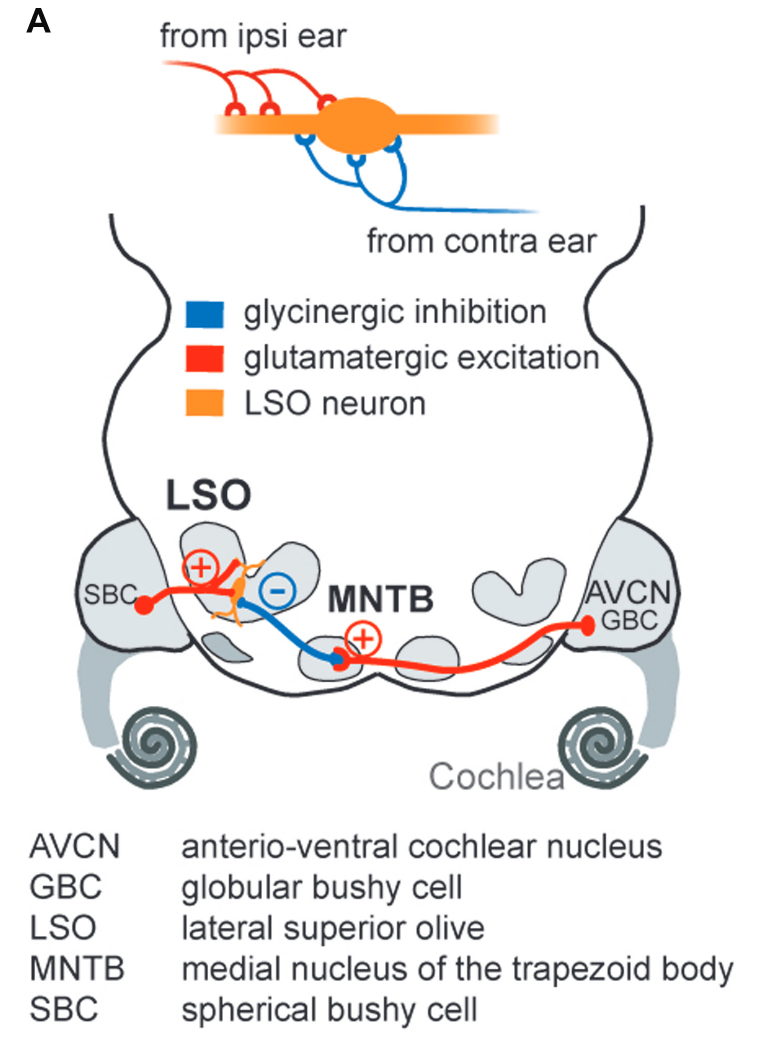 A
from ipsi ear
from contra ear
glycinergic inhibition
glutamatergic excitation
LSO neuron
LSO
+
SBC
−
MNTB
+
AVCN
GBC
Cochlea
AVCN anterio-ventral cochlear nucleus
GBC globular bushy cell
LSO lateral superior olive
MNTB medial nucleus of the trapezoid body
SBC spherical bushy cell